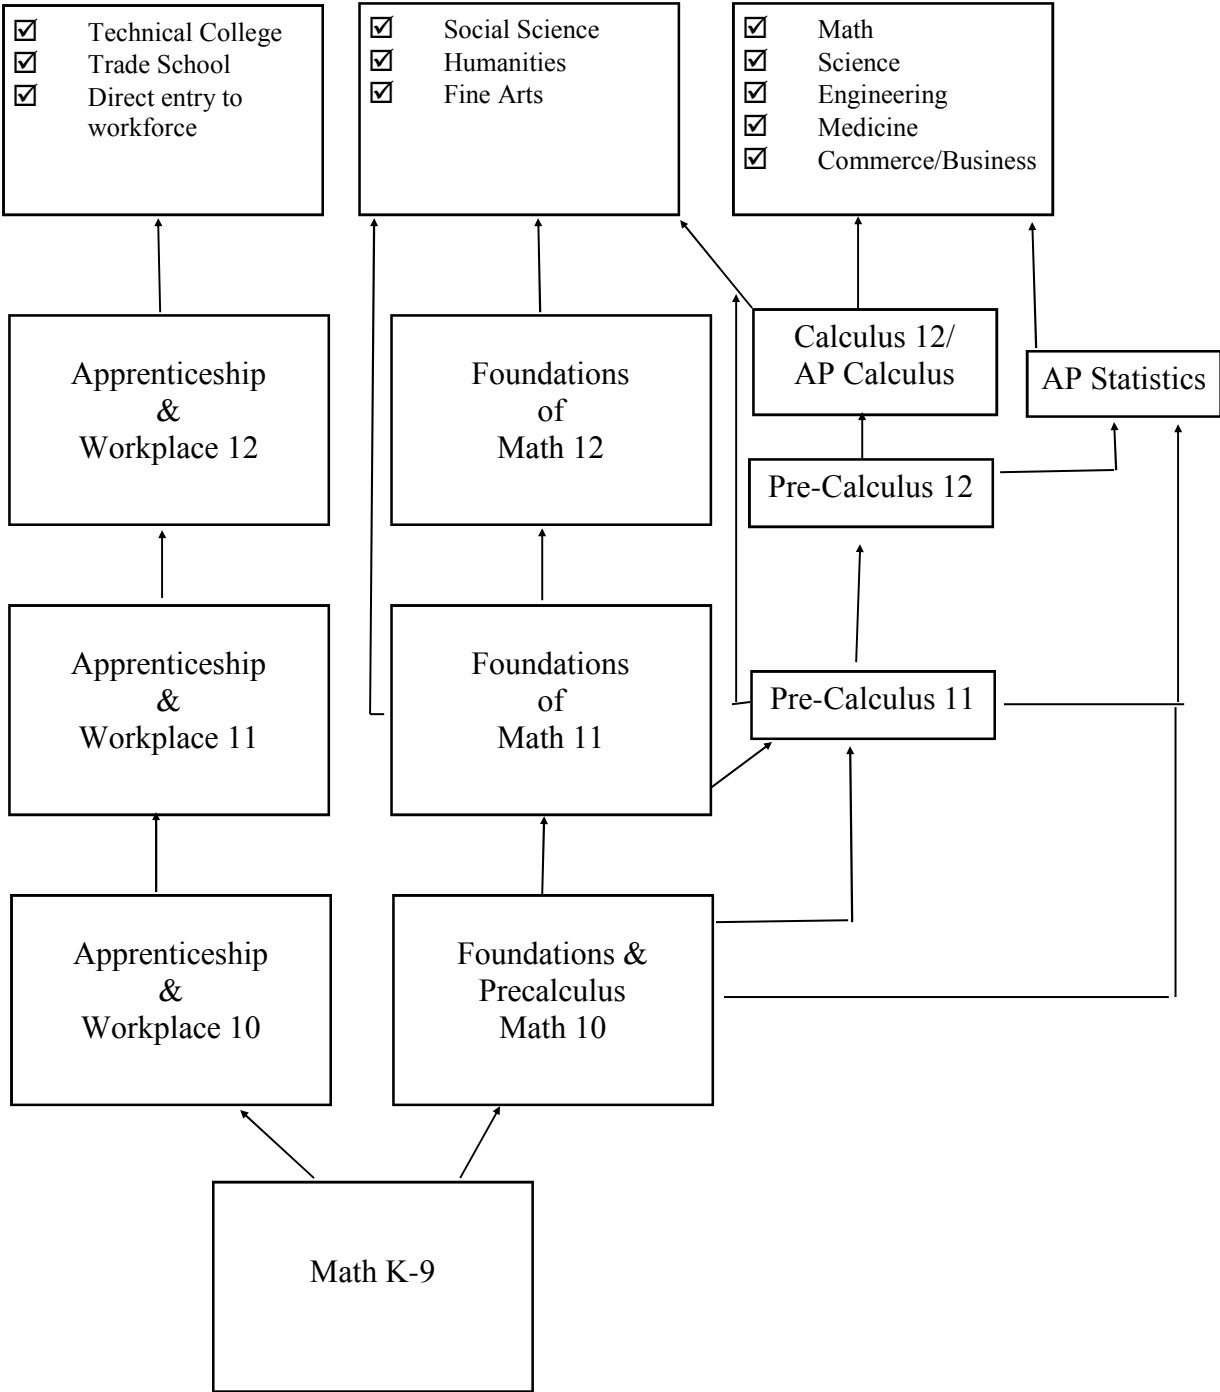 Technical College
Trade School
Direct entry to
workforce
Social Science
Humanities
Fine Arts
Math
Science
Engineering
Medicine
Commerce/Business
Apprenticeship
&
Workplace 12
Foundations
of
Math 12
Calculus 12/
AP Calculus
AP Statistics
Pre-Calculus 12
Apprenticeship
&
Workplace 11
Foundations
of
Math 11
Pre-Calculus 11
Apprenticeship
&
Workplace 10
Foundations &
Precalculus
Math 10
Math K-9